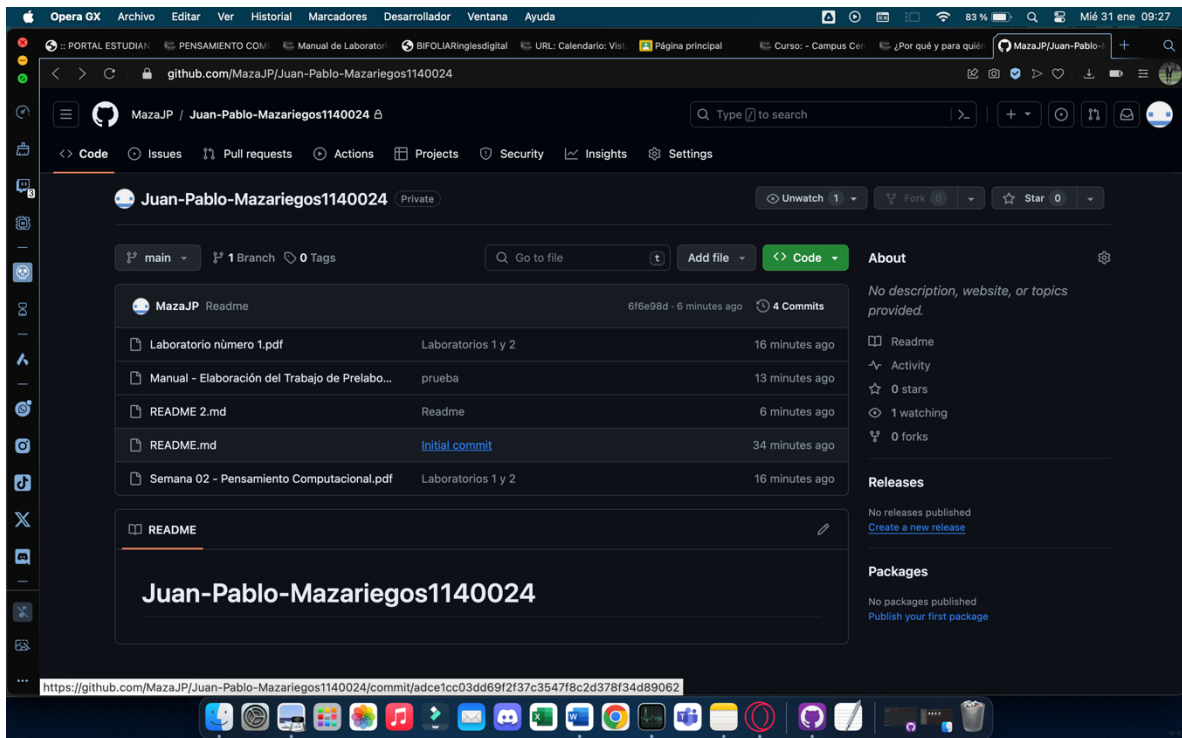 Opera GX Archivo Editar Ver Historial Marcadores Desarrollador Ventana Ayuda 83 % Mié 31 ene 09:27
:: PORTAL ESTUDIAN PENSAMIENTO COM Manual de Laborator BIFOLIARinglesdigital URL: Calendario: Vist Página principal Curso: - Campus Cen ¿Por qué y para quién MazaJP/Juan-Pablo-M
github.com/MazaJP/Juan-Pablo-Mazariegos1140024
MazaJP / Juan-Pablo-Mazariegos1140024 Type / to search
Code Issues Pull requests Actions Projects Security Insights Settings
Juan-Pablo-Mazariegos1140024 Private Unwatch 1 Fork 0 Star 0
main 1 Branch 0 Tags Go to file t Add file Code
MazaJP Readme 6f6e98d · 6 minutes ago 4 Commits
Laboratorio nùmero 1.pdf Laboratorios 1 y 2 16 minutes ago
Manual - Elaboración del Trabajo de Prelabo... prueba 13 minutes ago
README 2.md Readme 6 minutes ago
README.md Initial commit 34 minutes ago
Semana 02 - Pensamiento Computacional.pdf Laboratorios 1 y 2 16 minutes ago
README
Juan-Pablo-Mazariegos1140024
About
No description, website, or topics
provided.
Readme
Activity
0 stars
1 watching
0 forks
Releases
No releases published
Create a new release
Packages
No packages published
Publish your first package
3
https://github.com/MazaJP/Juan-Pablo-Mazariegos1140024/commit/adce1cc03dd69f2f37c3547f8c2d378f34d89062